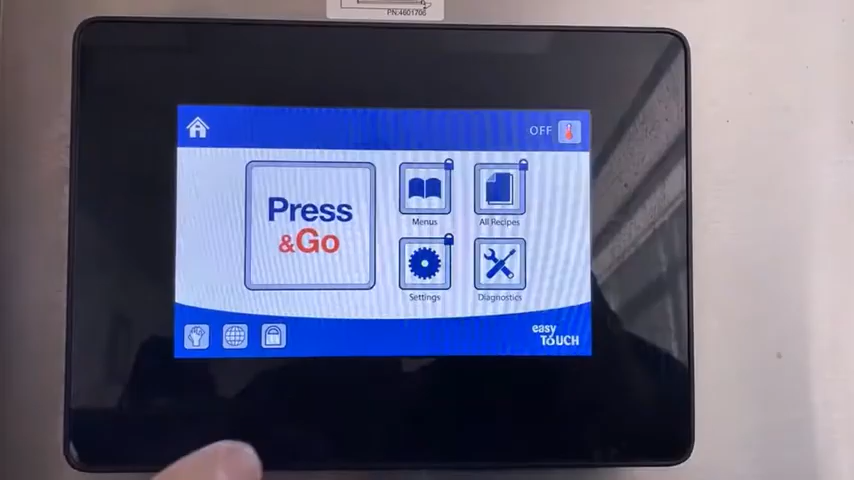 PN:4601706
OFF
Press
&Go
Menus
All Recipes
Settings
Diagnostics
easy
TOUCH